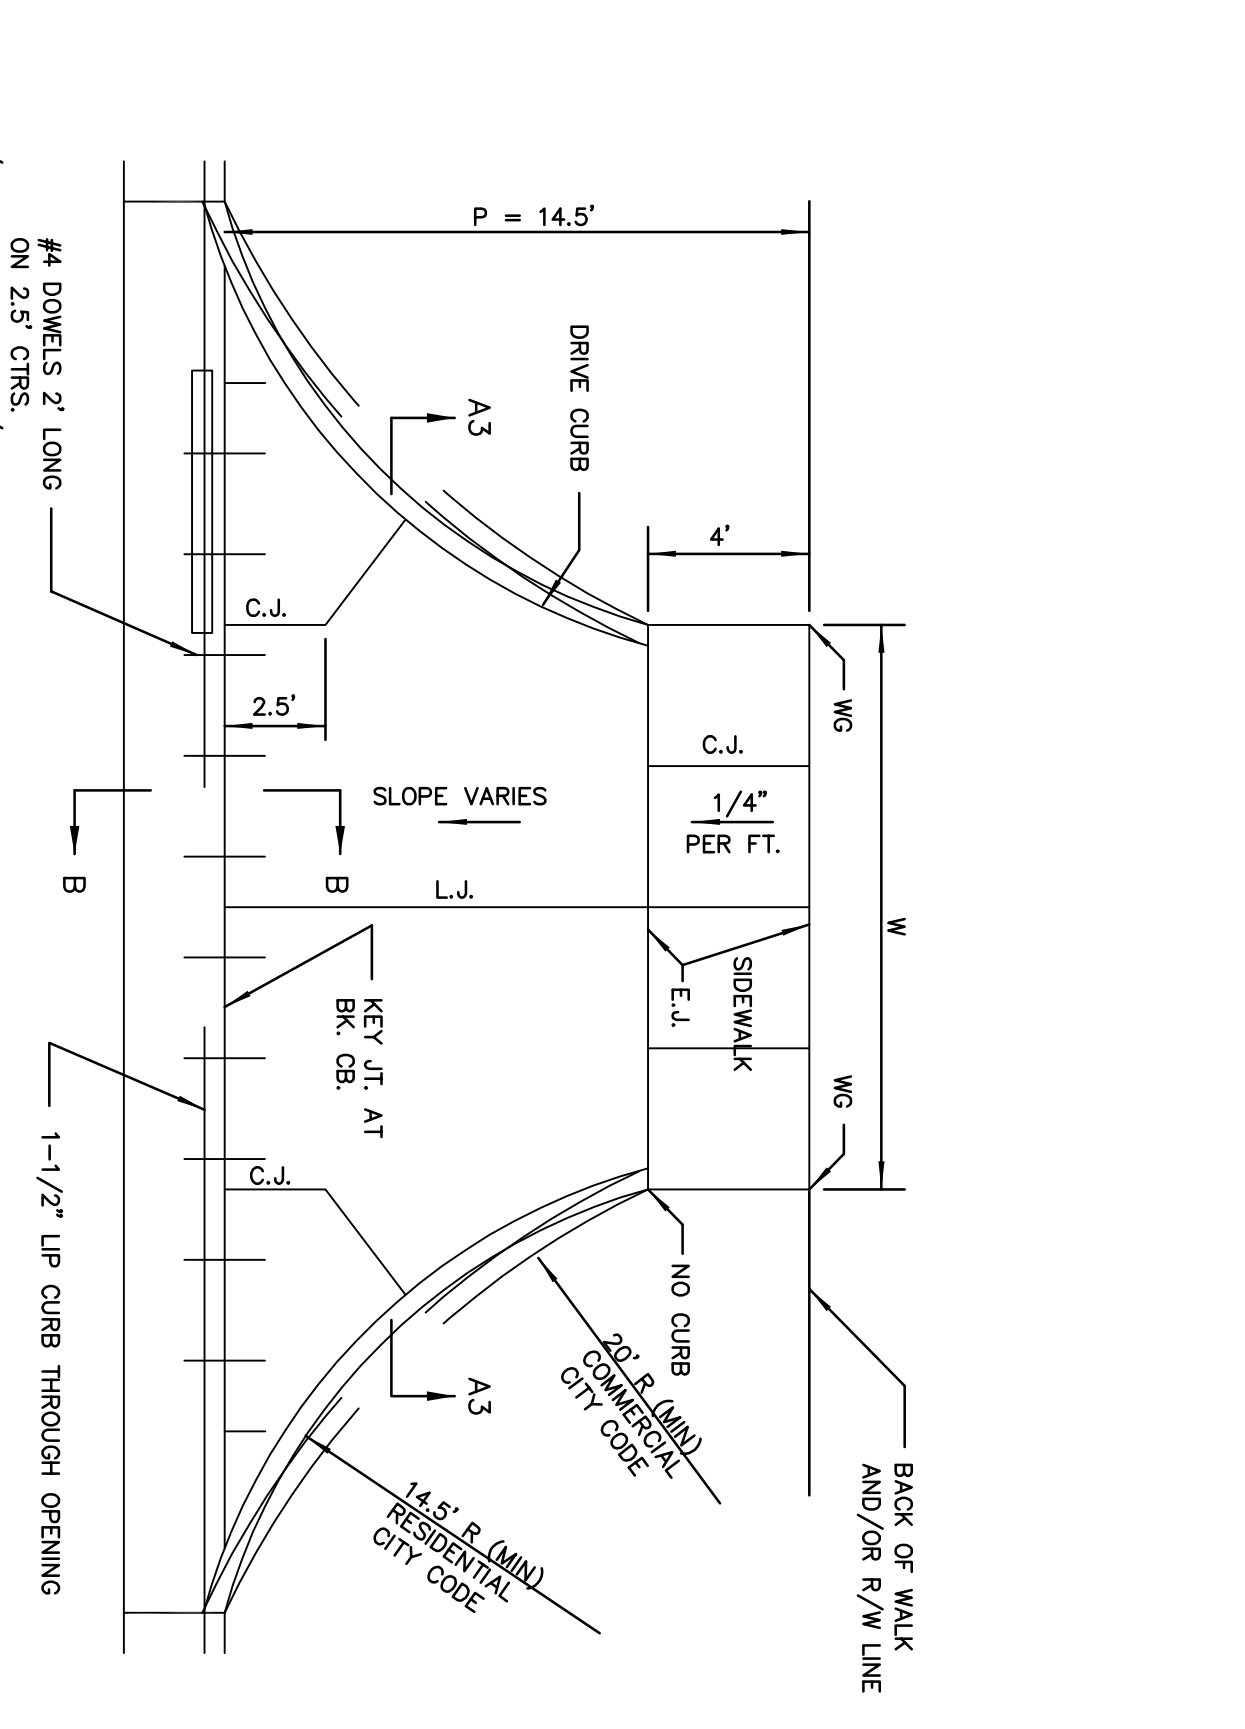 BACK OF WALK
AND/OR R/W LINE
W
WG
WG
P = 14.5'
4'
C.J.
1/4"
PER FT.
SIDEWALK
E.J.
NO CURB
DRIVE CURB
20' R (MIN)
COMMERCIAL
CITY CODE
A3
A3
SLOPE VARIES
L.J.
14.5' R (MIN)
RESIDENTIAL
CITY CODE
KEY JT. AT
BK. CB.
2.5'
C.J.
C.J.
B
B
#4 DOWELS 2' LONG
ON 2.5' CTRS.
1-1/2" LIP CURB THROUGH OPENING